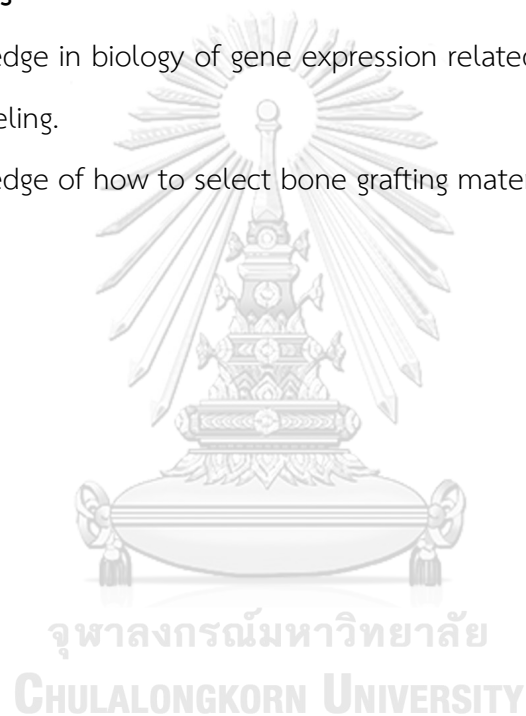 edge in biology of gene expression related
eling.
edge of how to select bone grafting mater
จุฬาลงกรณ์มหาวิทยาลัย
CHULALONGKORN UNIVERSITY